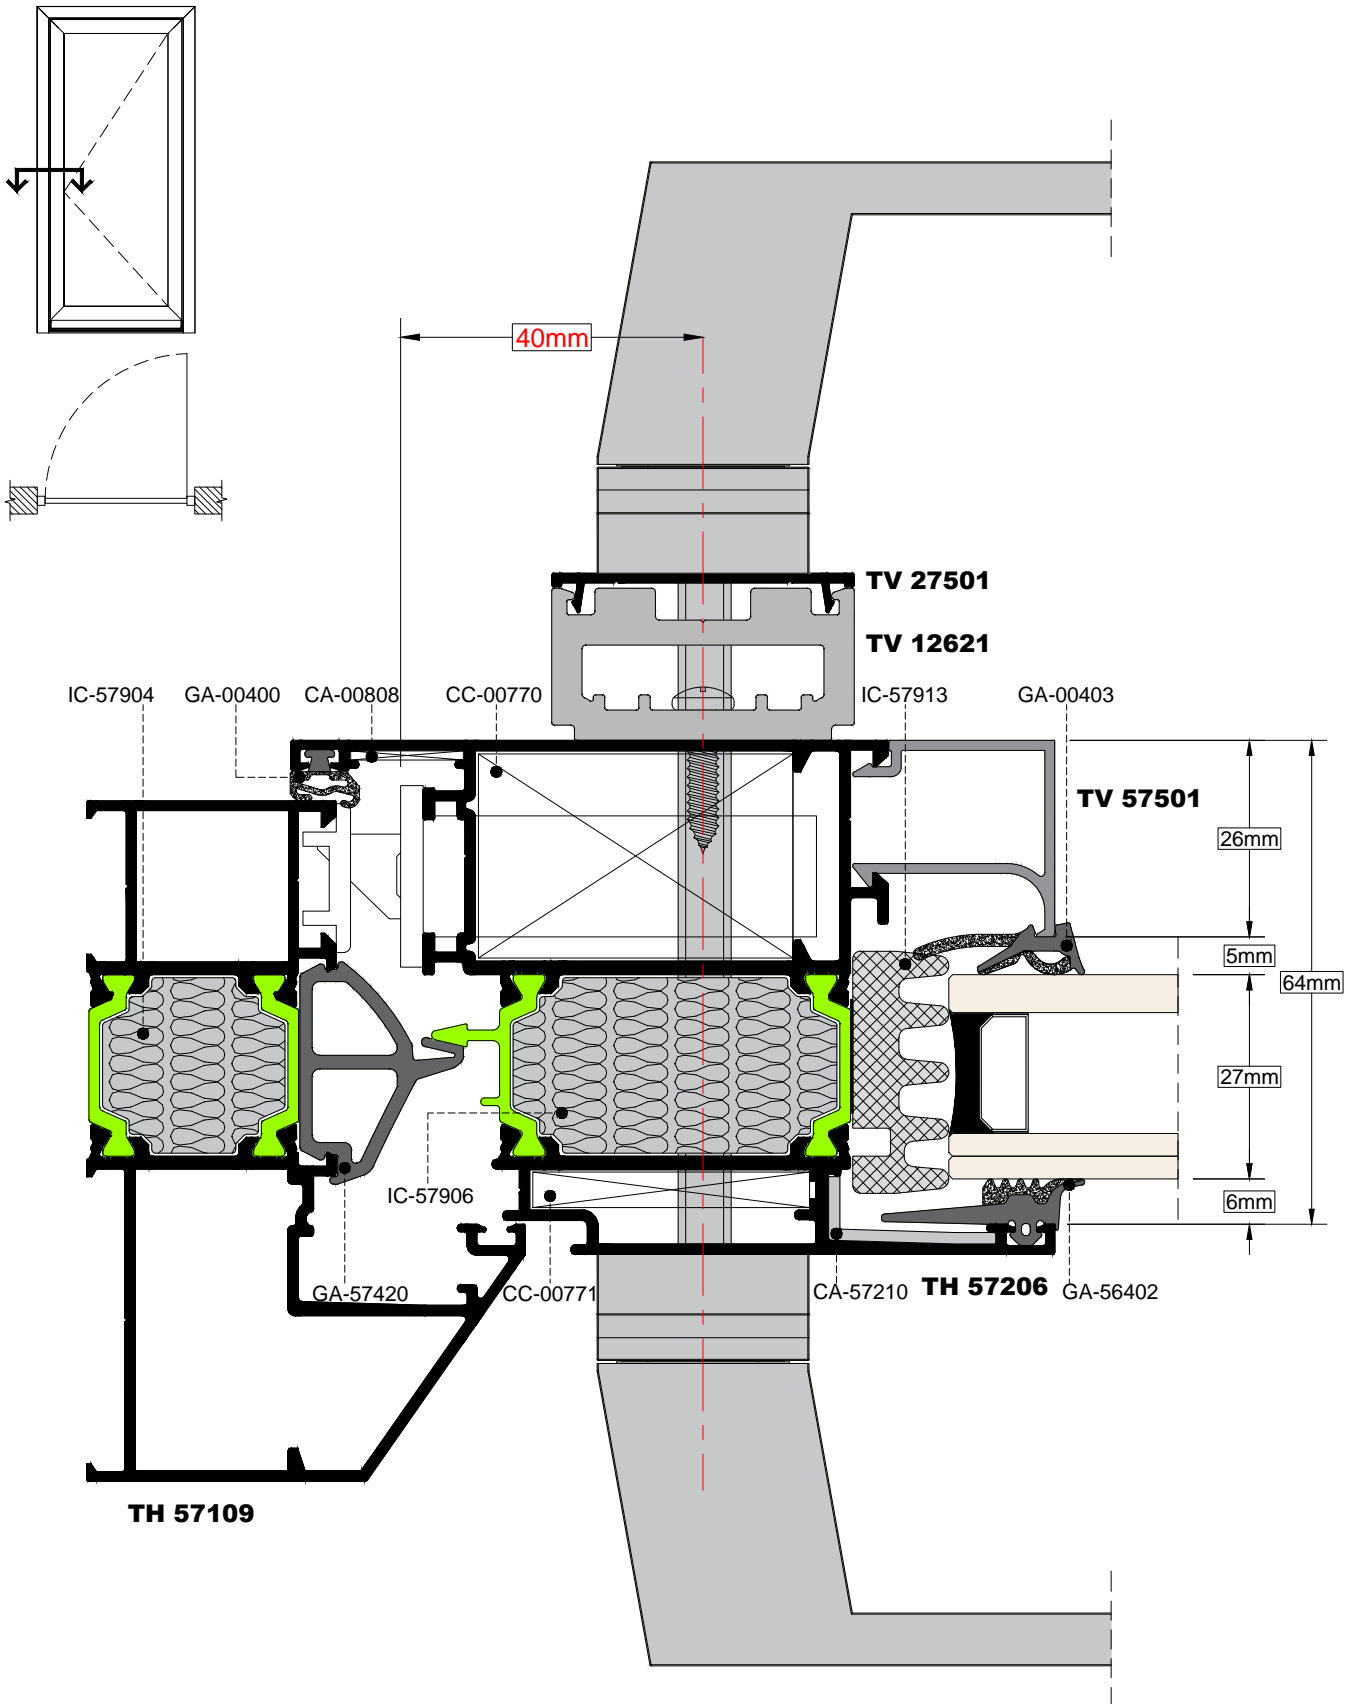 40mm
TV 27501
TV 12621
IC-57904
GA-00400
CA-00808
CC-00770
IC-57913
GA-00403
TV 57501
26mm
5mm
64mm
27mm
IC-57906
6mm
GA-57420
CC-00771
CA-57210
TH 57206
GA-56402
TH 57109